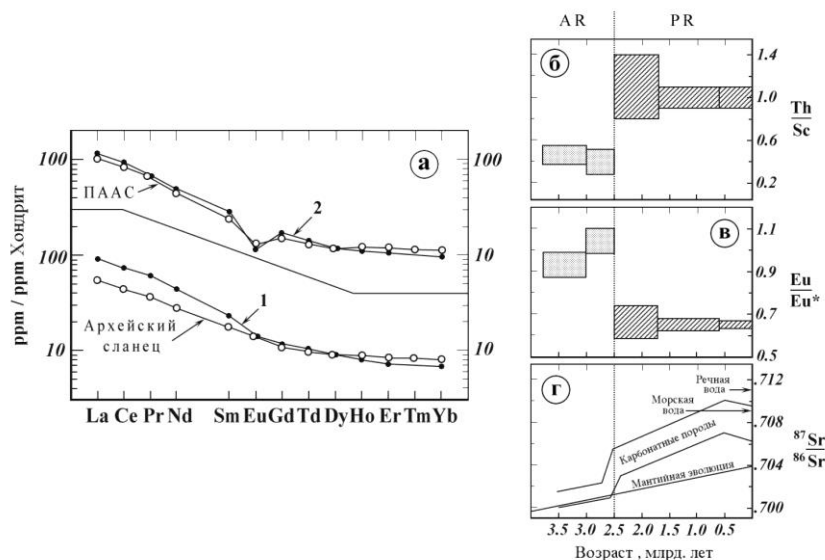 AR PR
а
100 100
ПААС
2
10
100
ppm / ppm Хондрит
1
Архейский
сланец
10 10
La Ce Pr Nd Sm Eu Gd Td Dy Ho Er Tm Yb
б
1.4
1.0
0.6
0.2
Th
Sc
в
1.1
0.9
0.7
0.5
Eu
Eu*
г
Речная
вода
Морская
вода
Карбонатные породы
Мантийная эволюция
.712
.708
.704
.700
87Sr
86Sr
3.5 3.0 2.5 2.0 1.5 1.0 0.5
Возраст , млрд. лет